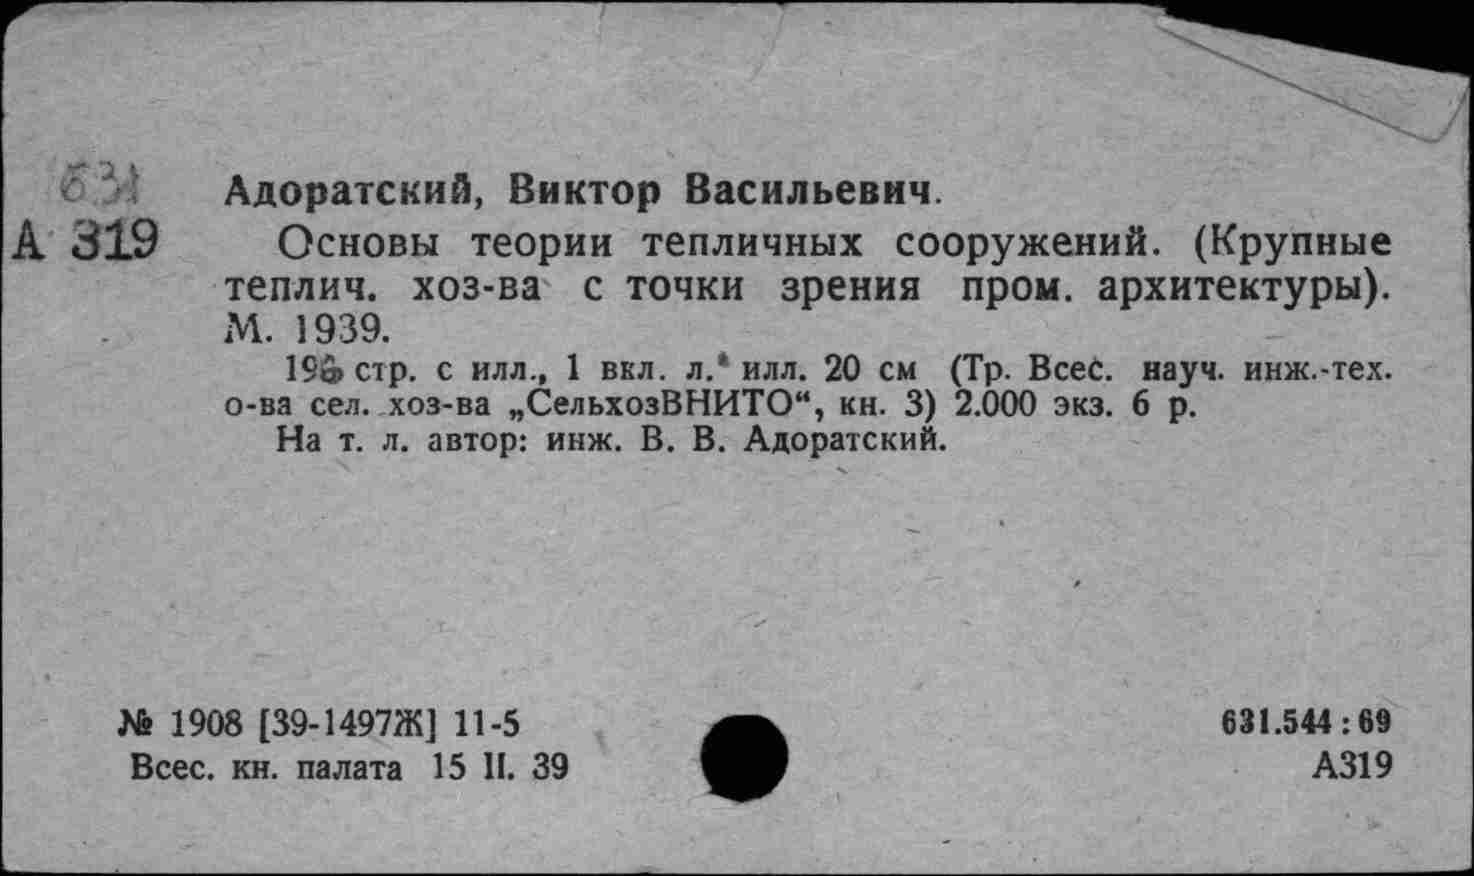 631
А 319
Адоратский, Виктор Васильевич.
Основы теории тепличных сооружений. (Крупные
теплич. хоз-ва с точки зрения пром. архитектуры).
М. 1939.
стр. с илл., 1 вкл. л. илл. 20 см (Тр. Всес. науч. инж.-тех.
о-ва сел. хоз-ва „СельхозВНИТО“, кн. 3) 2.000 экз. 6 р.
На т. л. автор: инж. В. В. Адоратский.
№ 1908 [39-1497Ж] 11-5
Всес. кн. палата 15 II. 39
631.544 : 69
А319